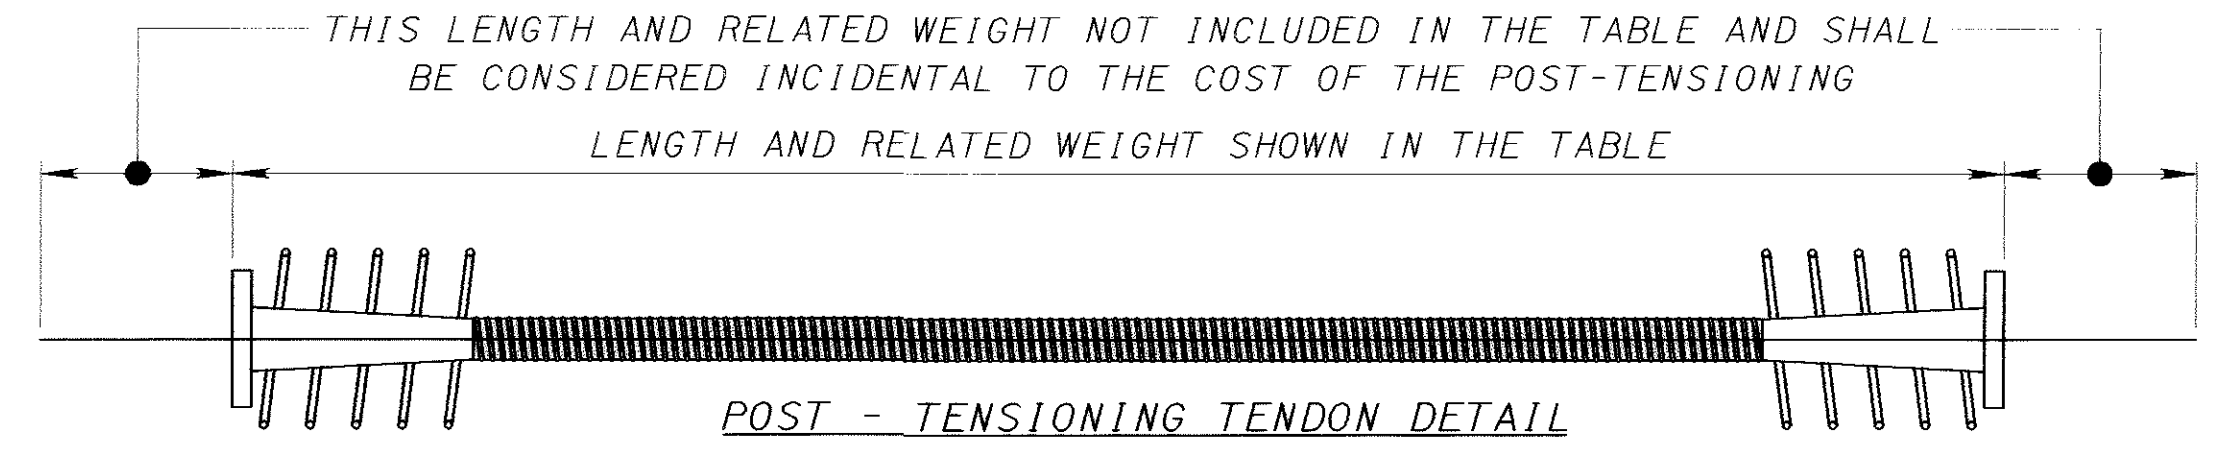 THIS LENGTH AND RELATED WEIGHT NOT INCLUDED IN THE TABLE AND SHALL
BE CONSIDERED INCIDENTAL TO THE COST OF THE POST-TENSIONING
LENGTH AND RELATED WEIGHT SHOWN IN THE TABLE
POST - TENSIONING TENDON DETAIL